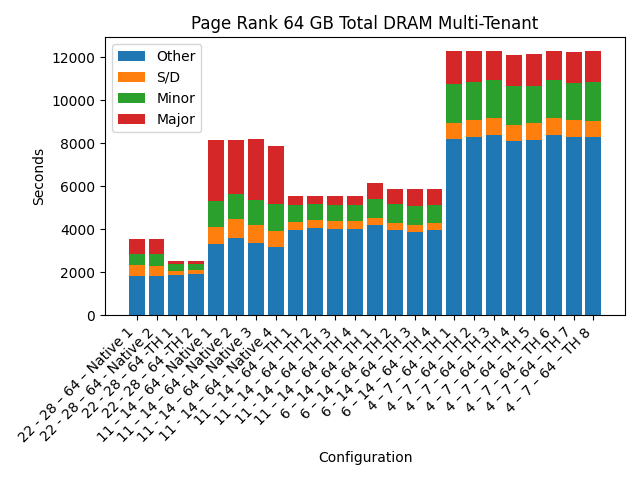 Page Rank 64 GB Total DRAM Multi-Tenant
Other
S/D
Minor
Major
Seconds
12000
10000
8000
6000
4000
2000
0
22 - 28 - 64 - Native 1
22 - 28 - 64 - Native 2
22 - 28 - 64 -TH 1
22 - 28 - 64 -TH 2
11 - 14 - 64 - Native 1
11 - 14 - 64 - Native 2
11 - 14 - 64 - Native 3
11 - 14 - 64 - Native 4
11 - 14 - 64 - TH 1
11 - 14 - 64 - TH 2
11 - 14 - 64 - TH 3
11 - 14 - 64 - TH 4
6 - 14 - 64 - TH 1
6 - 14 - 64 - TH 2
6 - 14 - 64 - TH 3
6 - 14 - 64 - TH 4
4 - 7 - 64 - TH 1
4 - 7 - 64 - TH 2
4 - 7 - 64 - TH 3
4 - 7 - 64 - TH 4
4 - 7 - 64 - TH 5
4 - 7 - 64 - TH 6
4 - 7 - 64 - TH 7
4 - 7 - 64 - TH 8
Configuration